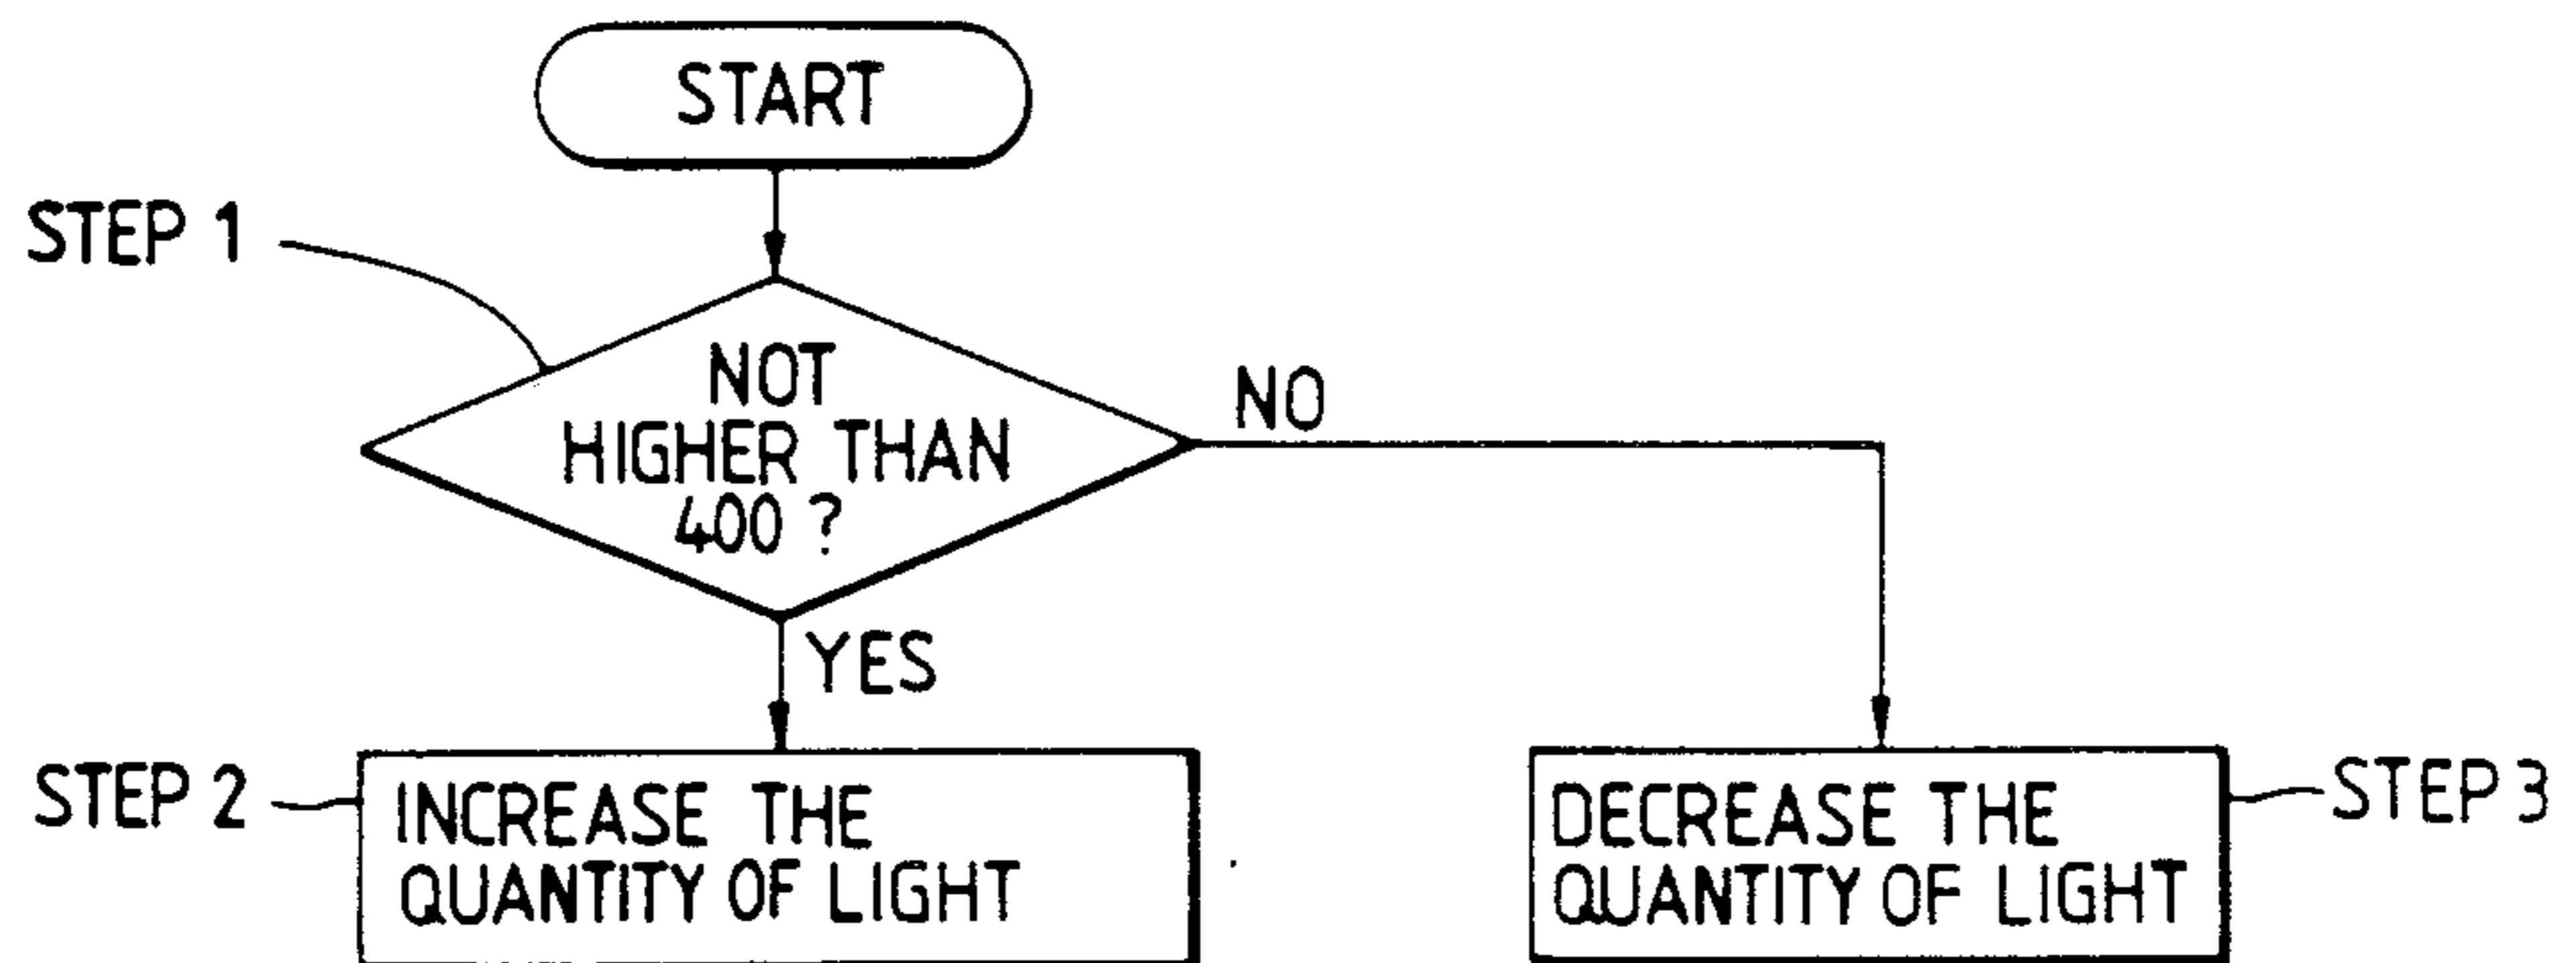 START
STEP 1
NOT
HIGHER THAN
400 ?
NO
YES
STEP 2
INCREASE THE
QUANTITY OF LIGHT
DECREASE THE
QUANTITY OF LIGHT
STEP 3